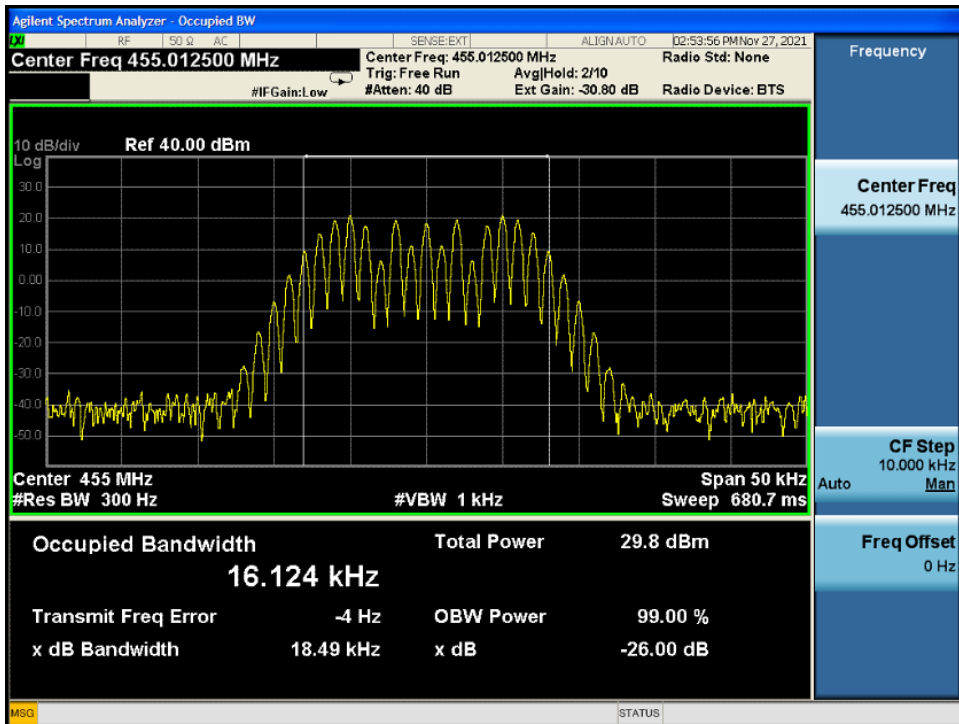 Agilent Spectrum Analyzer - Occupied BW
LXI RF 50 Ω AC SENSE:EXT ALIGNAUTO 02:53:56 PMNov 27, 2021
Center Freq 455.012500 MHz
Center Freq: 455.012500 MHz Radio Std: None
Trig: Free Run Avg|Hold: 2/10
#IFGain:Low #Atten: 40 dB Ext Gain: -30.80 dB Radio Device: BTS
10 dB/div Ref 40.00 dBm
Log
30.0
20.0
10.0
0.00
-10.0
-20.0
-30.0
-40.0
-50.0
Center 455 MHz Span 50 kHz
#Res BW 300 Hz #VBW 1 kHz Sweep 680.7 ms
Occupied Bandwidth Total Power 29.8 dBm
16.124 kHz
Transmit Freq Error -4 Hz OBW Power 99.00 %
x dB Bandwidth 18.49 kHz x dB -26.00 dB
MSG STATUS
Frequency
Center Freq
455.012500 MHz
CF Step
10.000 kHz
Auto Man
Freq Offset
0 Hz